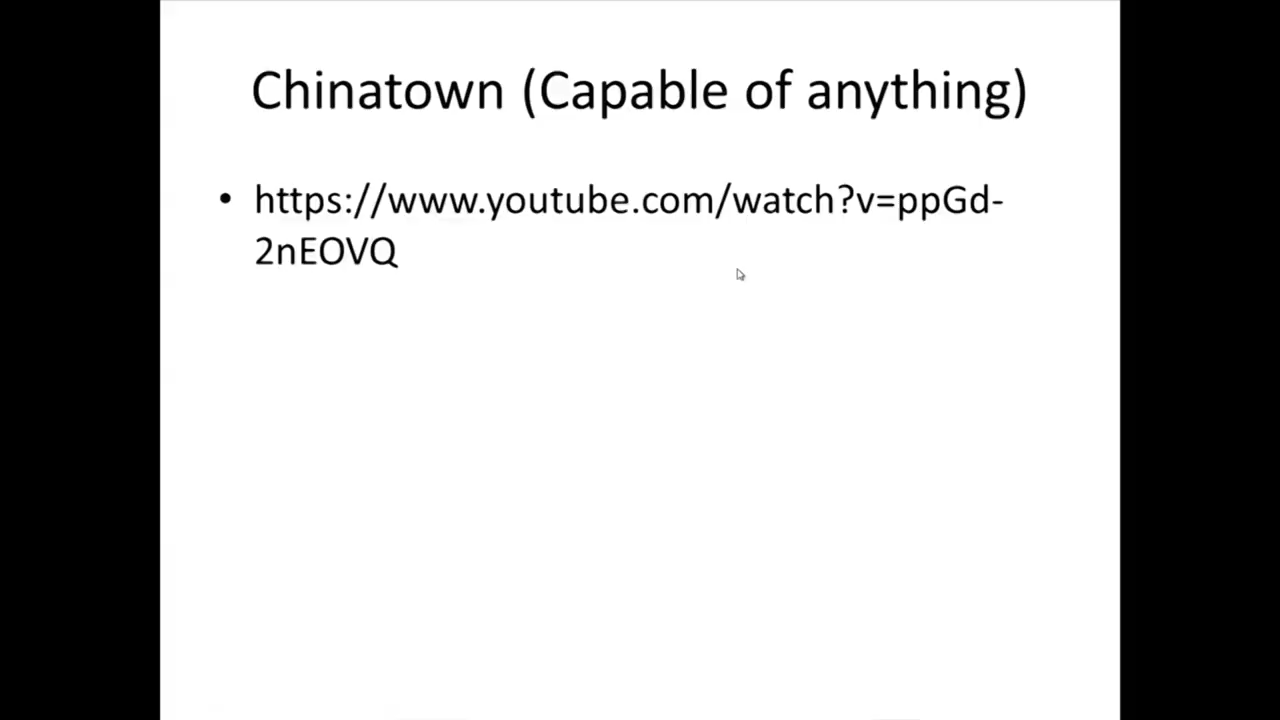 Chinatown (Capable of anything)
• https://www.youtube.com/watch?v=ppGd-
2nEOVQ